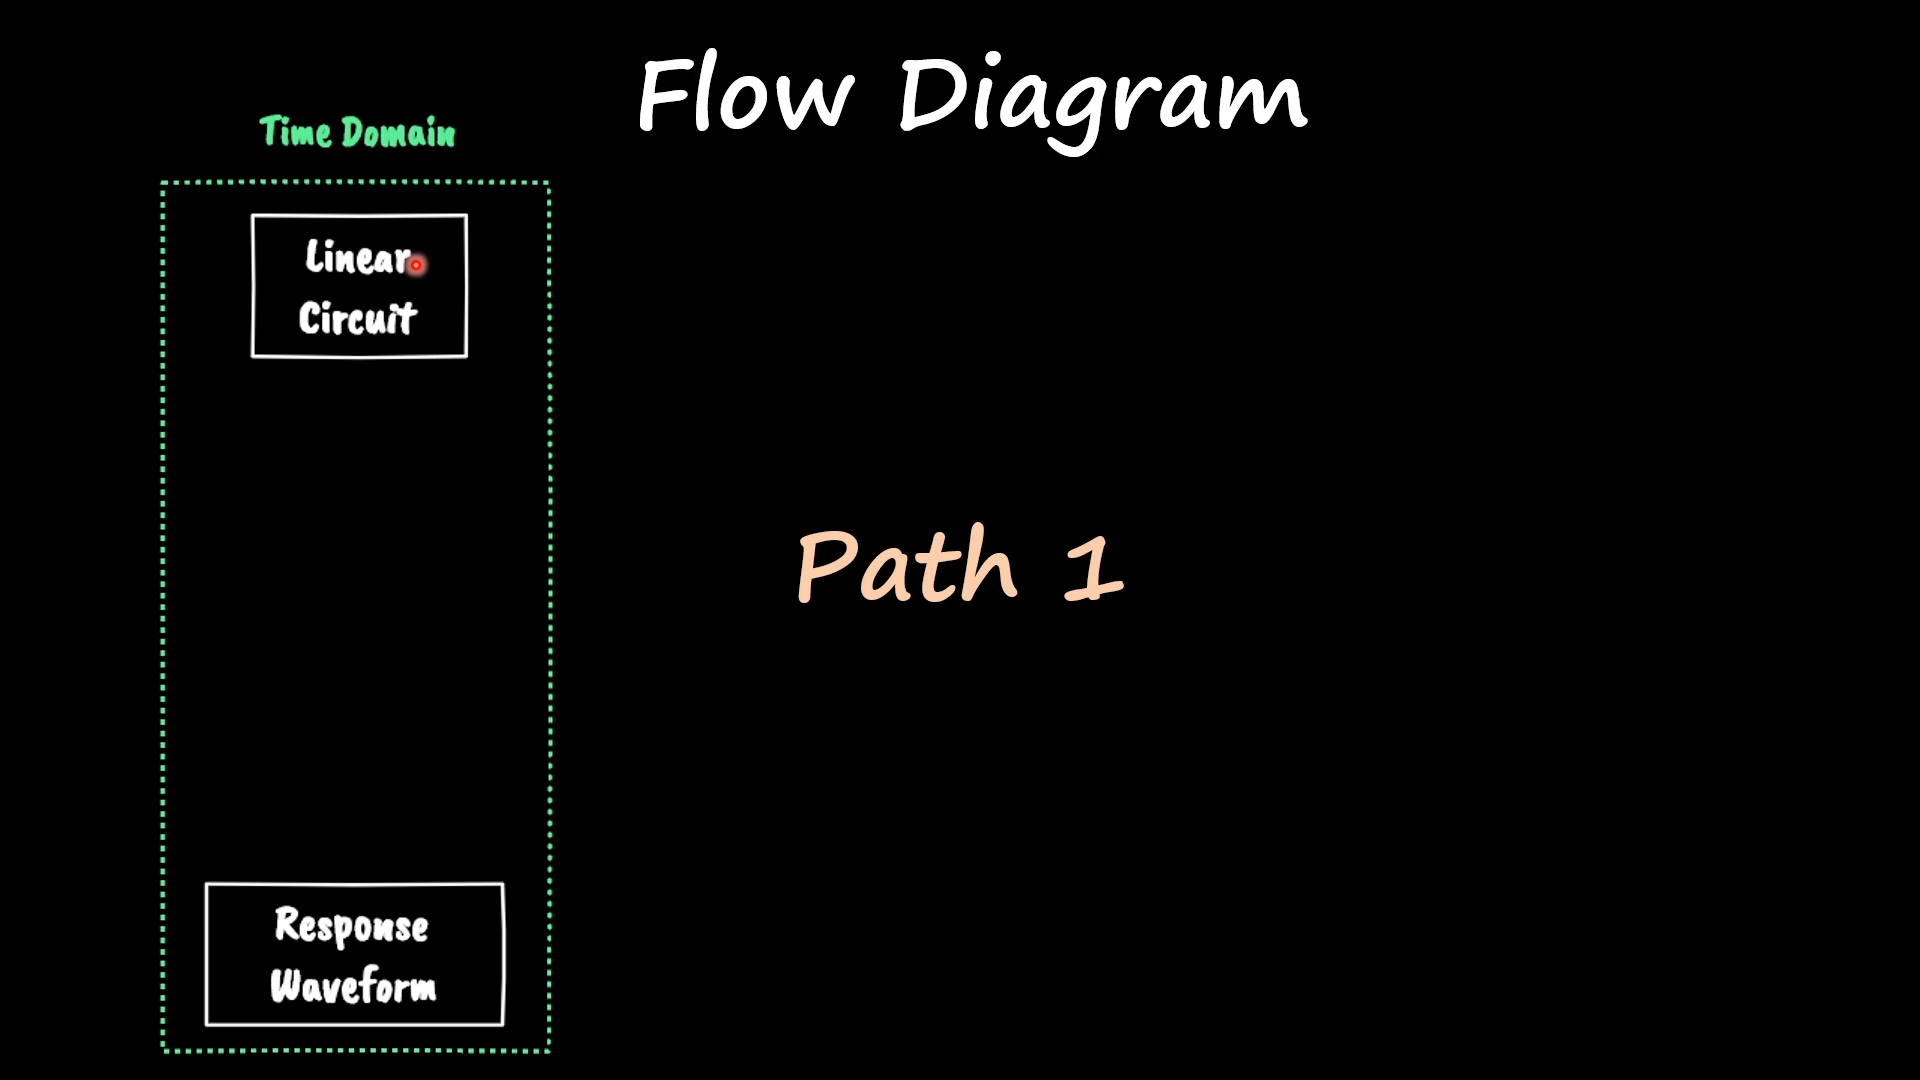 Flow Diagram
Time Domain
Linear
Circuit
Path 1
Response
Waveform